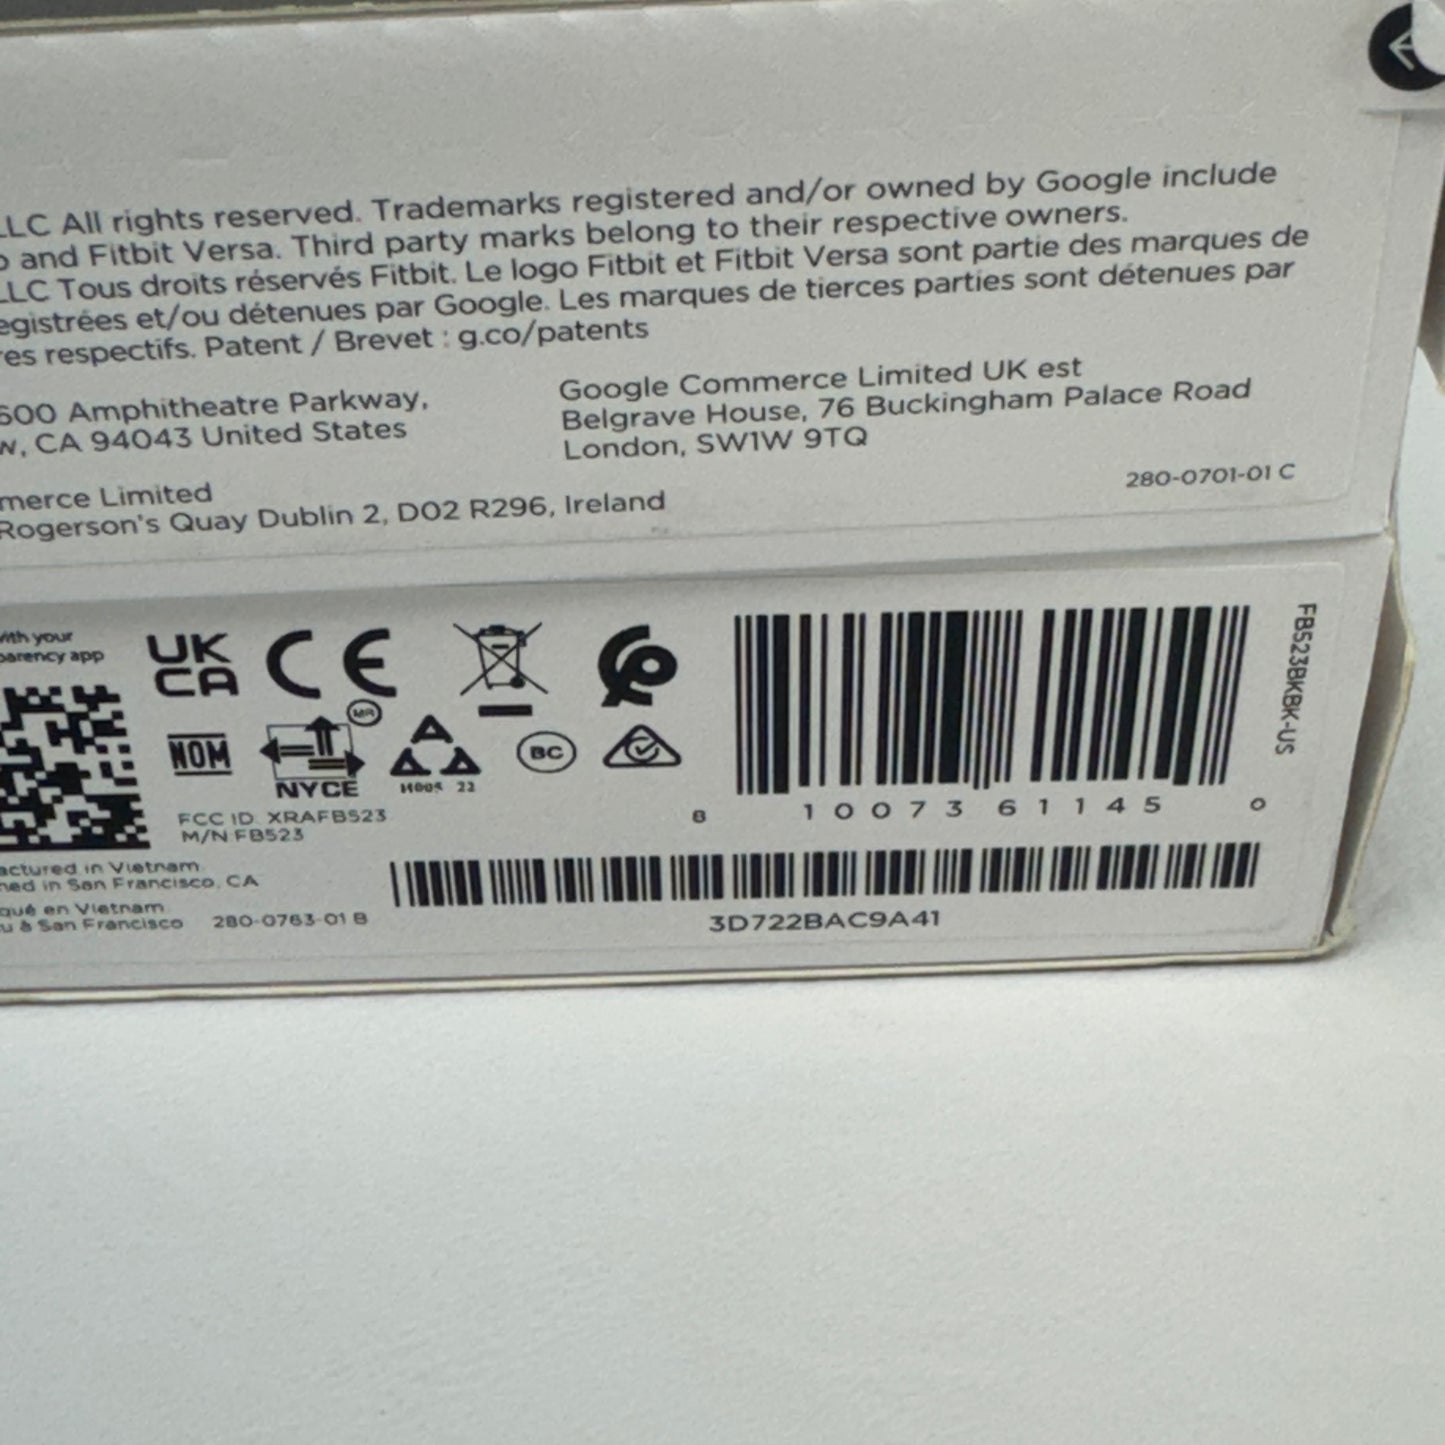 LLC All rights reserved. Trademarks registered and/or owned by Google include
o and Fitbit Versa. Third party marks belong to their respective owners.
LLC Tous droits réservés Fitbit. Le logo Fitbit et Fitbit Versa sont partie des marques de
egistrées et/ou détenues par Google. Les marques de tierces parties sont détenues par
res respectifs. Patent / Brevet : g.co/patents
600 Amphitheatre Parkway,
w, CA 94043 United States
Google Commerce Limited UK est
Belgrave House, 76 Buckingham Palace Road
London, SW1W 9TQ
merce Limited
Rogerson's Quay Dublin 2, D02 R296, Ireland
280-0701-01 C
with your
parency app
UK
CA
CE
NOM
MR
NYCE
H005 22
BC
FCC ID: XRAFB523
M/N:FB523
8 10073 61145 0
FB523BKBK-US
actured in Vietnam.
ned in San Francisco, CA
qué en Vietnam.
u à San Francisco
280-0763-01 B
3D722BAC9A41